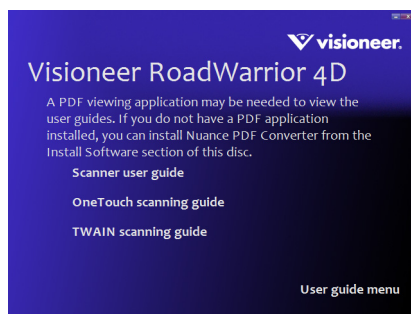 visioneer.
Visioneer RoadWarrior 4D
A PDF viewing application may be needed to view the
user guides. If you do not have a PDF application
installed, you can install Nuance PDF Converter from the
Install Software section of this disc.
Scanner user guide
OneTouch scanning guide
TWAIN scanning guide
User guide menu